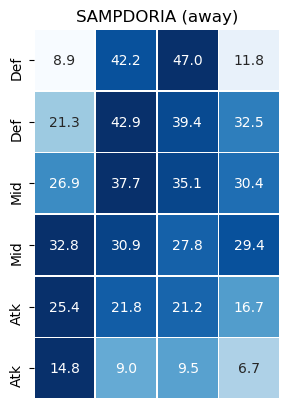 SAMPDORIA (away)
Def 8.9 42.2 47.0 11.8
Def 21.3 42.9 39.4 32.5
Mid 26.9 37.7 35.1 30.4
Mid 32.8 30.9 27.8 29.4
Atk 25.4 21.8 21.2 16.7
Atk 14.8 9.0 9.5 6.7